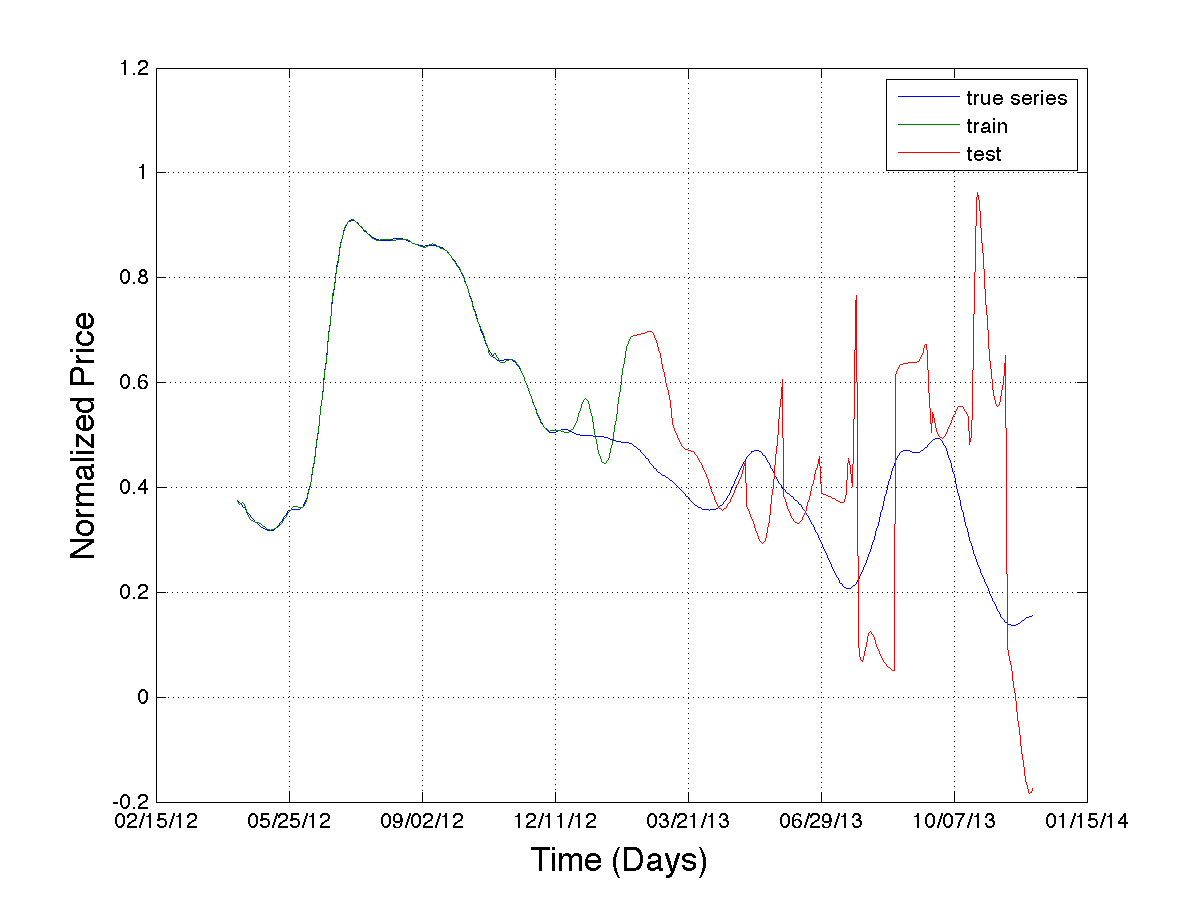 1.2
1
0.8
0.6
0.4
0.2
0
-0.2
Normalized Price
true series
train
test
02/15/12 05/25/12 09/02/12 12/11/12 03/21/13 06/29/13 10/07/13 01/15/14
Time (Days)